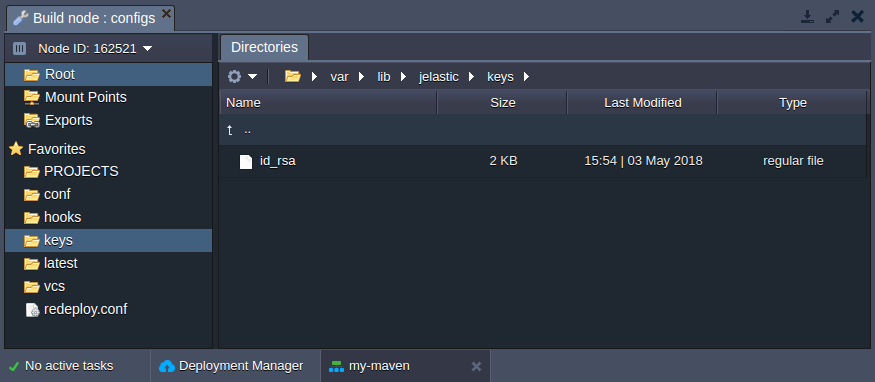 Build node : configs
Node ID: 162521
Root
Mount Points
Exports
Favorites
PROJECTS
conf
hooks
keys
latest
vcs
redeploy.conf
Directories
var lib jelastic keys
Name Size Last Modified Type
..
id_rsa 2 KB 15:54 | 03 May 2018 regular file
No active tasks Deployment Manager my-maven